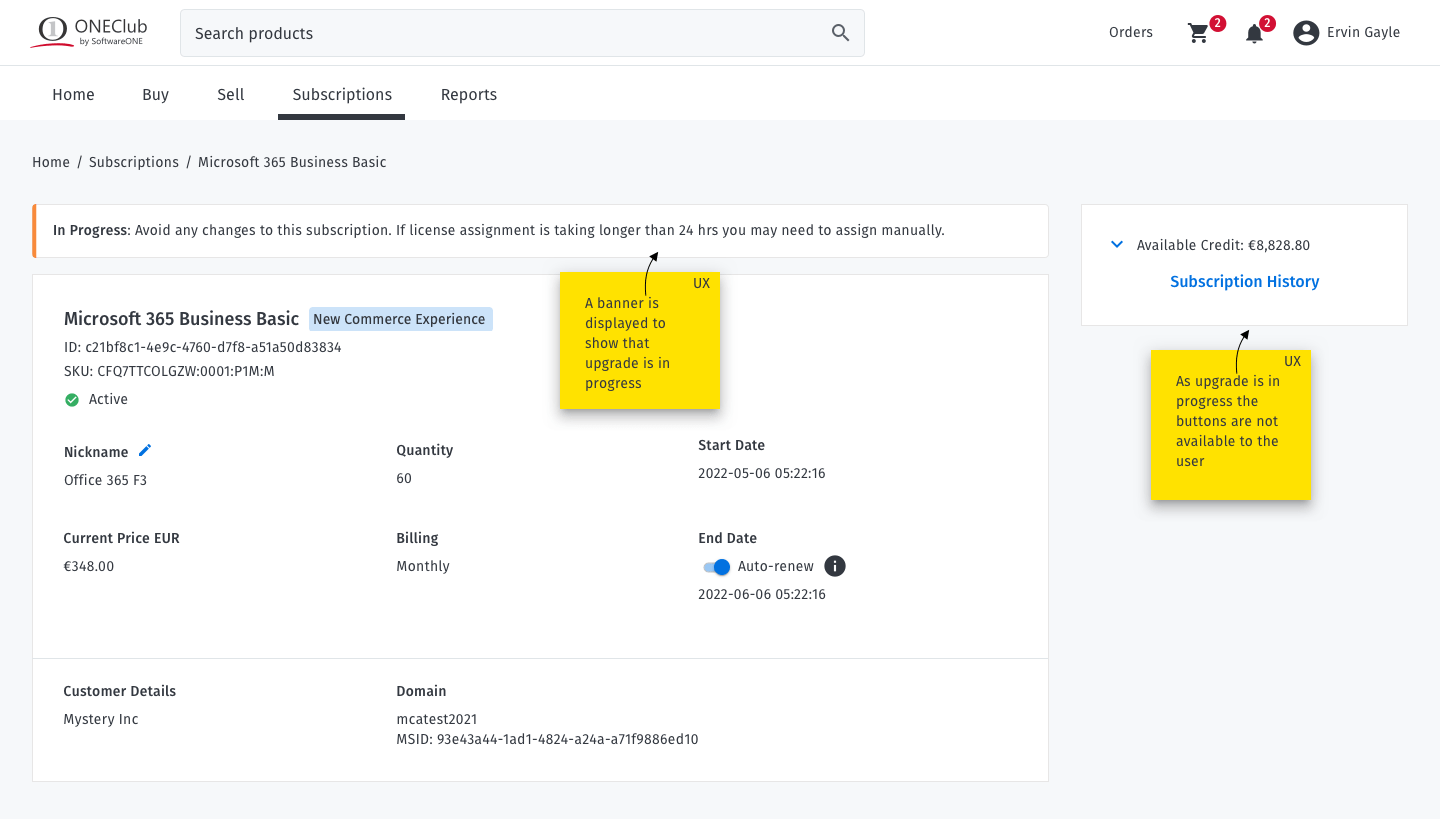 1 ONEClub
by SoftwareONE
Search products
Orders
2
2
Ervin Gayle
Home
Buy
Sell
Subscriptions
Reports
Home / Subscriptions / Microsoft 365 Business Basic
In Progress: Avoid any changes to this subscription. If license assignment is taking longer than 24 hrs you may need to assign manually.
Available Credit: €8,828.80
Subscription History
UX
A banner is
displayed to
show that
upgrade is in
progress
UX
As upgrade is in
progress the
buttons are not
available to the
user
Microsoft 365 Business Basic
New Commerce Experience
ID: c21bf8c1-4e9c-4760-d7f8-a51a50d83834
SKU: CFQ7TTCOLGZW:0001:P1M:M
Active
Nickname
Office 365 F3
Quantity
60
Start Date
2022-05-06 05:22:16
Current Price EUR
€348.00
Billing
Monthly
End Date
Auto-renew
2022-06-06 05:22:16
Customer Details
Mystery Inc
Domain
mcatest2021
MSID: 93e43a44-1ad1-4824-a24a-a71f9886ed10